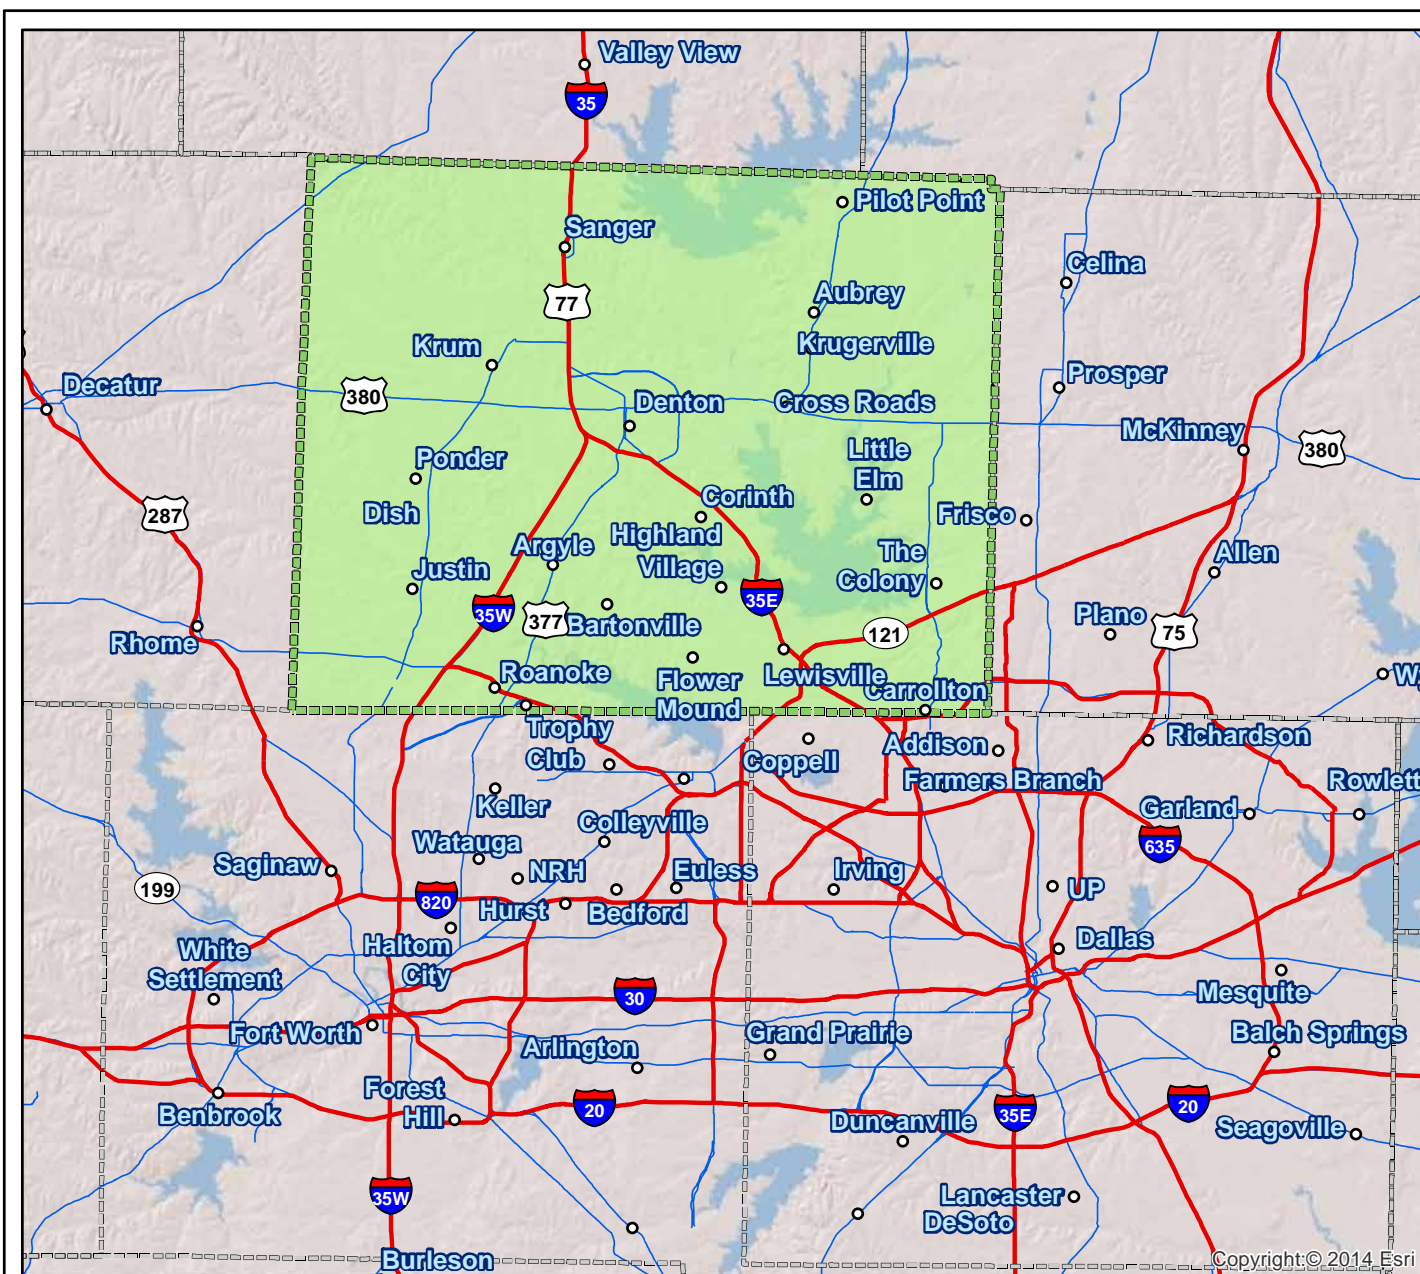 Valley View
35
Pilot Point
Sanger
Celina
77
Aubrey
Krum
Krugerville
Decatur
380
Prosper
Denton
Cross Roads
McKinney
380
Little
Elm
Ponder
Corinth
287
Dish
Frisco
Highland
Village
Argyle
The
Colony
Allen
Justin
35W
377
35E
Bartonville
121
Plano
75
Rhome
Roanoke
Flower
Mound
Lewisville
Carrollton
W
Trophy
Club
Coppell
Addison
Richardson
Farmers Branch
Rowlett
Keller
Garland
Colleyville
Watauga
635
Saginaw
NRH
Euless
Irving
199
820
Hurst
Bedford
UP
Haltom
City
White
Settlement
Dallas
30
Mesquite
Fort Worth
Grand Prairie
Balch Springs
Arlington
Forest
Hill
Benbrook
20
Duncanville
35E
20
Seagoville
35W
Lancaster
DeSoto
Burleson
Copyright:© 2014 Esri